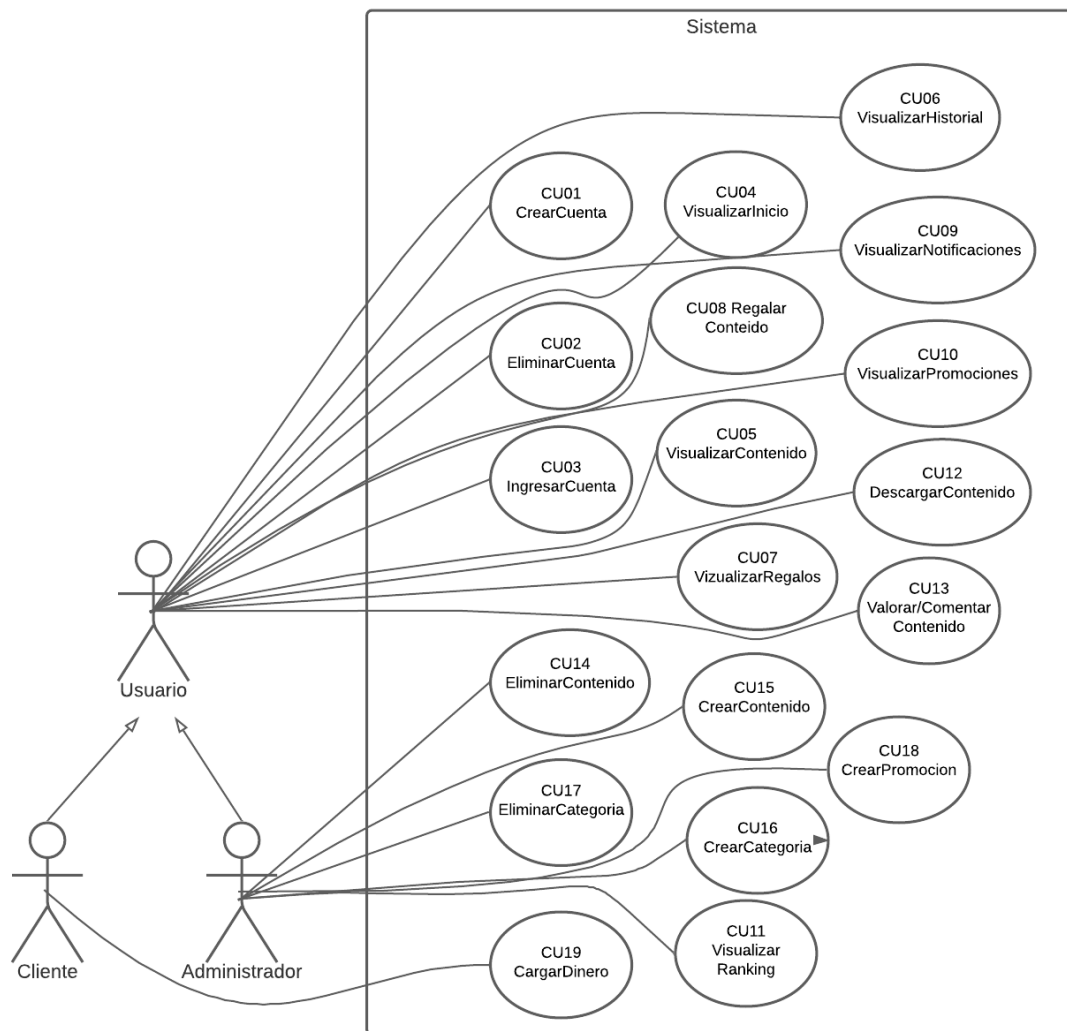 Sistema
CU06
VisualizarHistorial
CU01
CrearCuenta
CU04
VisualizarInicio
CU09
VisualizarNotificaciones
CU08 Regalar
Conteido
CU02
EliminarCuenta
CU10
VisualizarPromociones
CU05
VisualizarContenido
CU03
IngresarCuenta
CU12
DescargarContenido
CU07
VizualizarRegalos
CU13
Valorar/Comentar
Contenido
Usuario
CU14
EliminarContenido
CU15
CrearContenido
CU18
CrearPromocion
CU17
EliminarCategoria
CU16
CrearCategoria
CU11
Visualizar
Ranking
CU19
CargarDinero
Cliente
Administrador